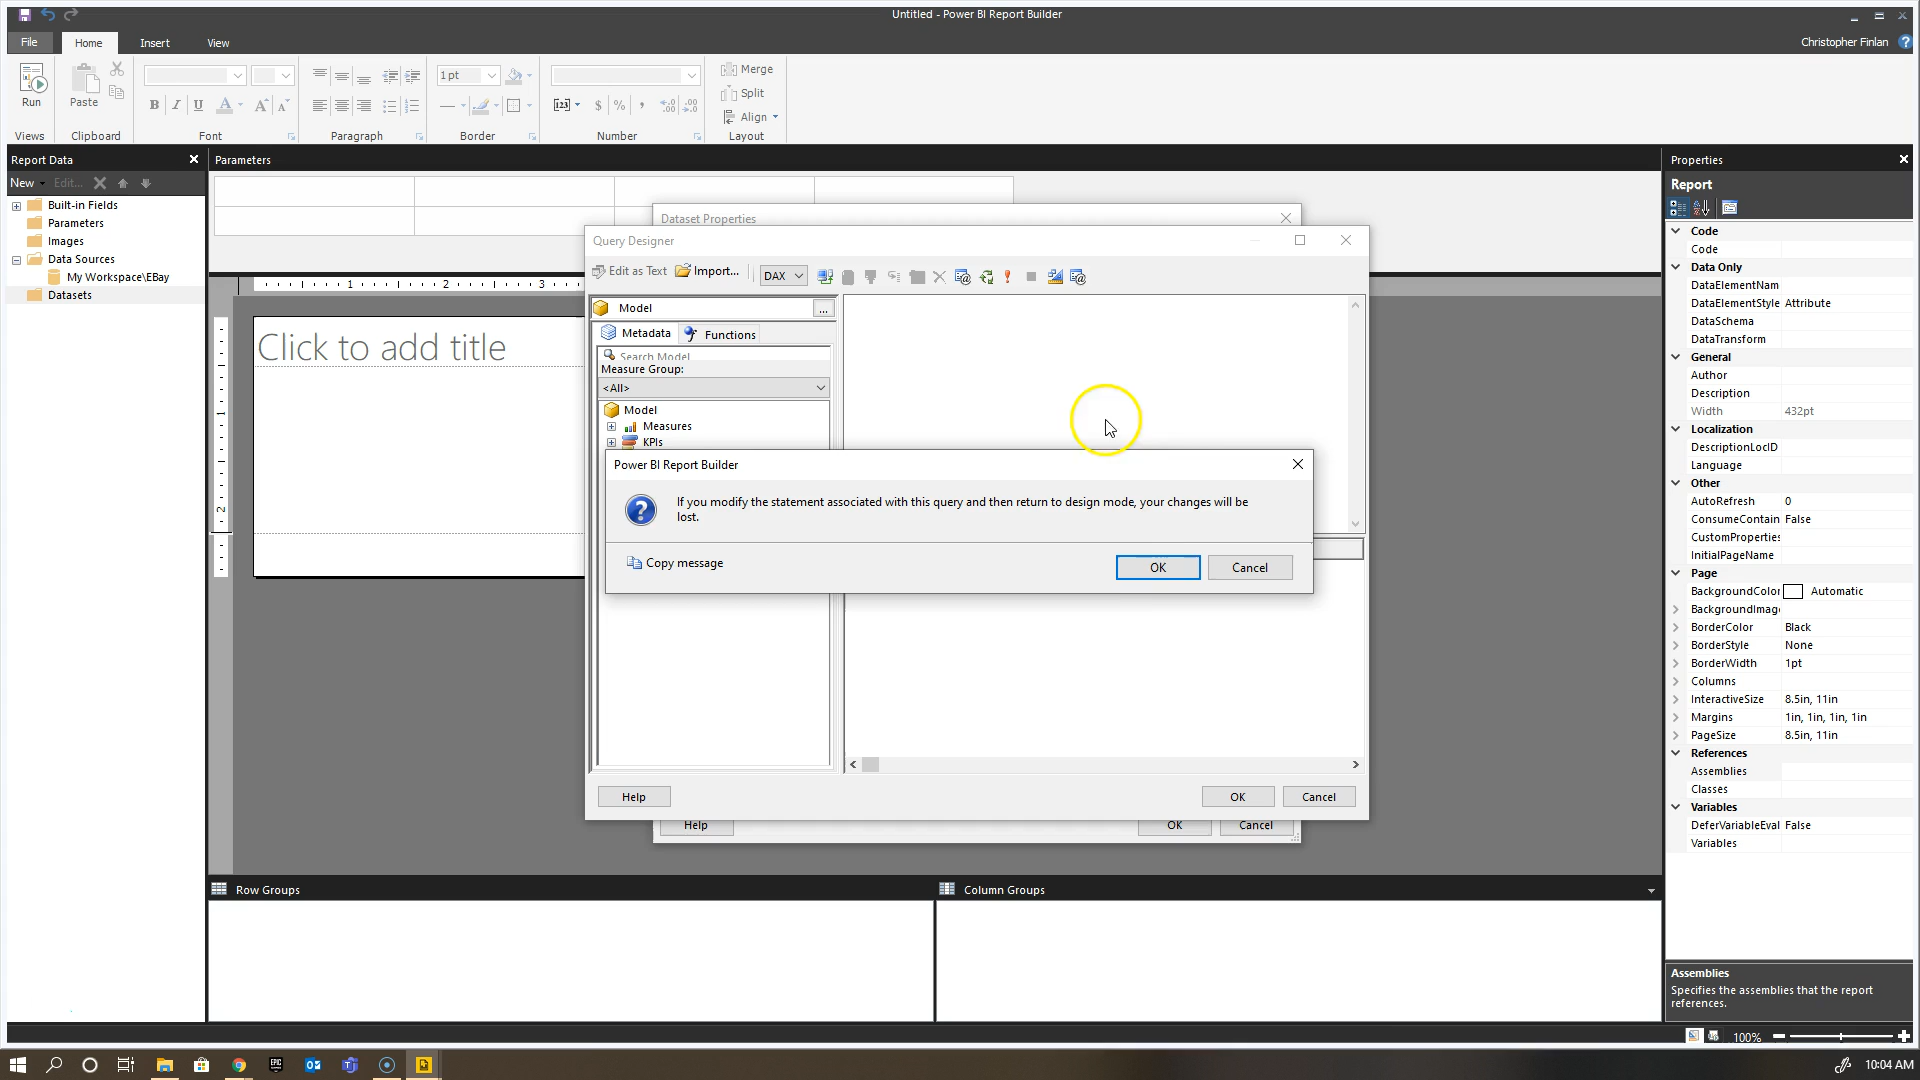 Untitled - Power BI Report Builder
File
Home
Insert
View
Christopher Finlan
Run
Paste
1 pt
B I U A A A
[123] $ % ,
Merge
Split
Align
Views
Clipboard
Font
Paragraph
Border
Number
Layout
Report Data
New
Edit...
Built-in Fields
Parameters
Images
Data Sources
My Workspace\EBay
Datasets
Parameters
1 2 3
1
2
Click to add title
Dataset Properties
Query Designer
Edit as Text
Import...
DAX
Model
...
Metadata
Functions
Search Model
Measure Group:
<All>
Model
Measures
KPIs
Power BI Report Builder
If you modify the statement associated with this query and then return to design mode, your changes will be
lost.
Copy message
OK
Cancel
Help
OK
Cancel
Help
OK
Cancel
Row Groups
Column Groups
Properties
Report
Code
Code
Data Only
DataElementNam
DataElementStyle Attribute
DataSchema
DataTransform
General
Author
Description
Width 432pt
Localization
DescriptionLocID
Language
Other
AutoRefresh 0
ConsumeContain False
CustomProperties
InitialPageName
Page
BackgroundColor Automatic
BackgroundImage
BorderColor Black
BorderStyle None
BorderWidth 1pt
Columns
InteractiveSize 8.5in, 11in
Margins 1in, 1in, 1in, 1in
PageSize 8.5in, 11in
References
Assemblies
Classes
Variables
DeferVariableEval False
Variables
Assemblies
Specifies the assemblies that the report
references.
100%
10:04 AM